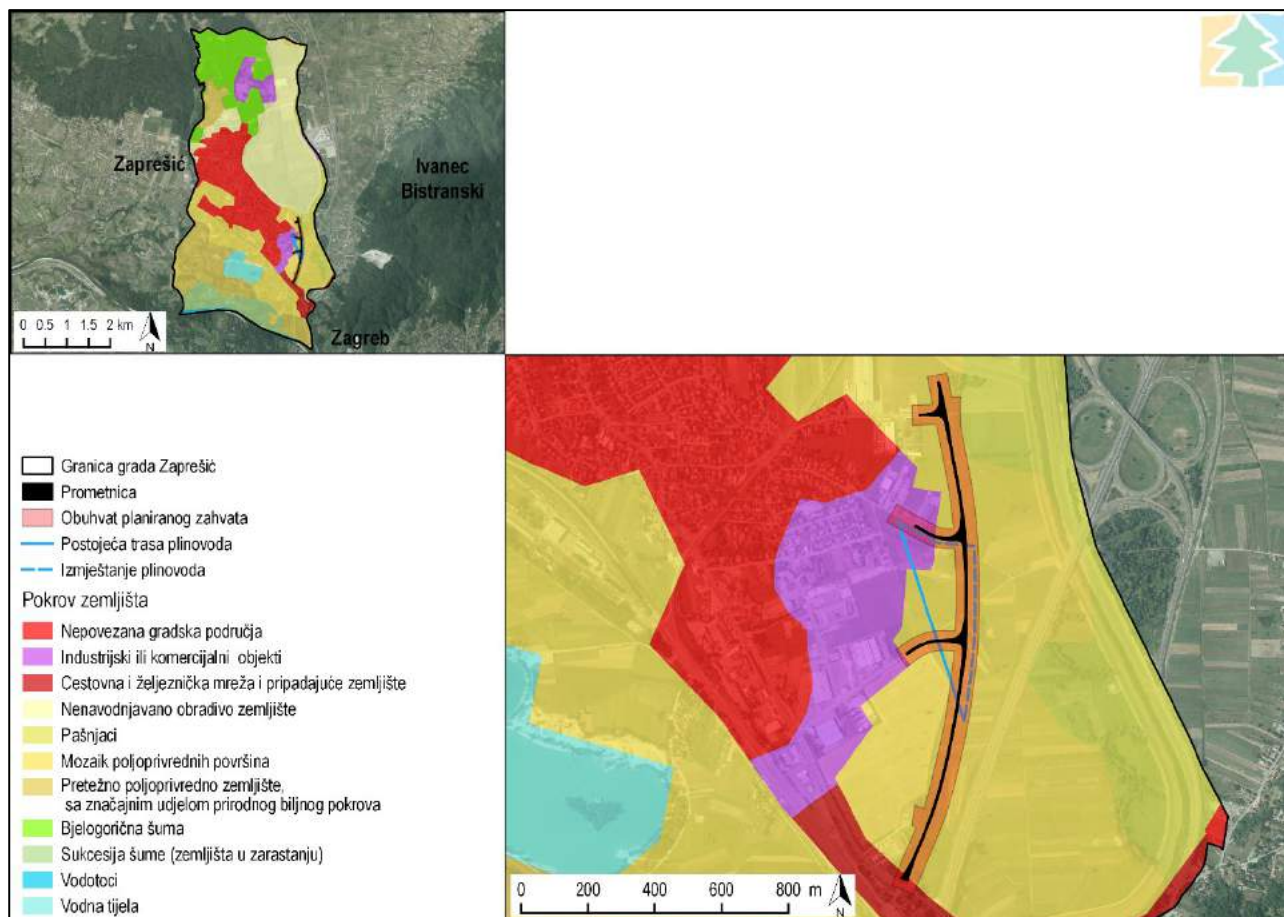 Zaprešić
Ivanec
Bistranski
Zagreb
0 0.5 1 1.5 2 km
N
Granica grada Zaprešić
Prometnica
Obuhvat planiranog zahvata
Postojeća trasa plinovoda
Izmještanje plinovoda
Pokrov zemljišta
Nepovezana gradska područja
Industrijski ili komercijalni objekti
Cestovna i željeznička mreža i pripadajuće zemljište
Nenavodnjavano obradivo zemljište
Pašnjaci
Mozaik poljoprivrednih površina
Pretežno poljoprivredno zemljište,
sa značajnim udjelom prirodnog biljnog pokrova
Bjelogorična šuma
Sukcesija šume (zemljišta u zarastanju)
Vodotoci
Vodna tijela
0 200 400 600 800 m
N